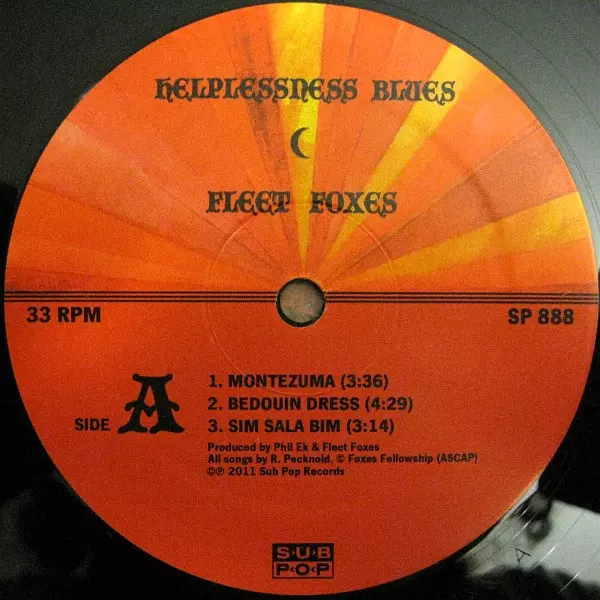 HELPLESSNESS BLUES
FLEET FOXES
33 RPM
SP 888
SIDE A
1. MONTEZUMA (3:36)
2. BEDOUIN DRESS (4:29)
3. SIM SALA BIM (3:14)
Produced by Phil Ek & Fleet Foxes
All songs by R. Pecknold, © Foxes Fellowship (ASCAP)
©℗ 2011 Sub Pop Records
SUB
POP
A